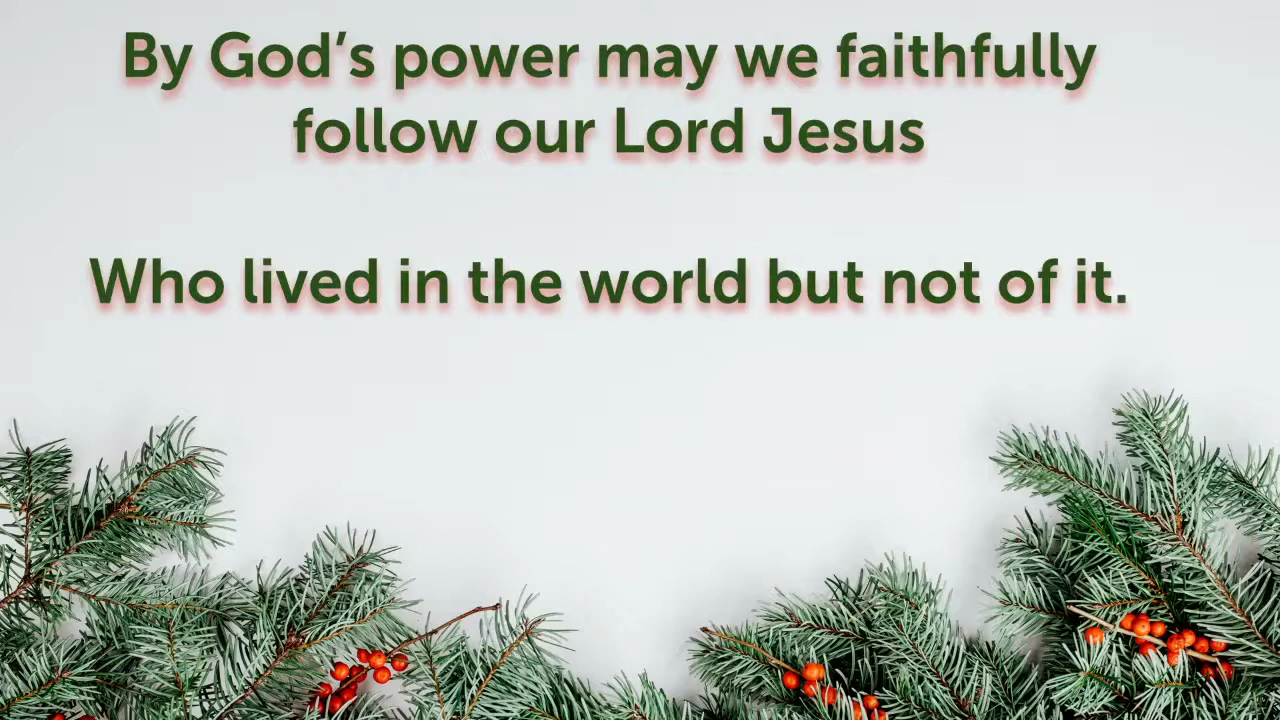 By God’s power may we faithfully
follow our Lord Jesus
Who lived in the world but not of it.